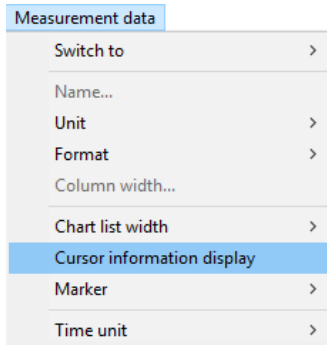 Measurement data
Switch to
Name...
Unit
Format
Column width...
Chart list width
Cursor information display
Marker
Time unit